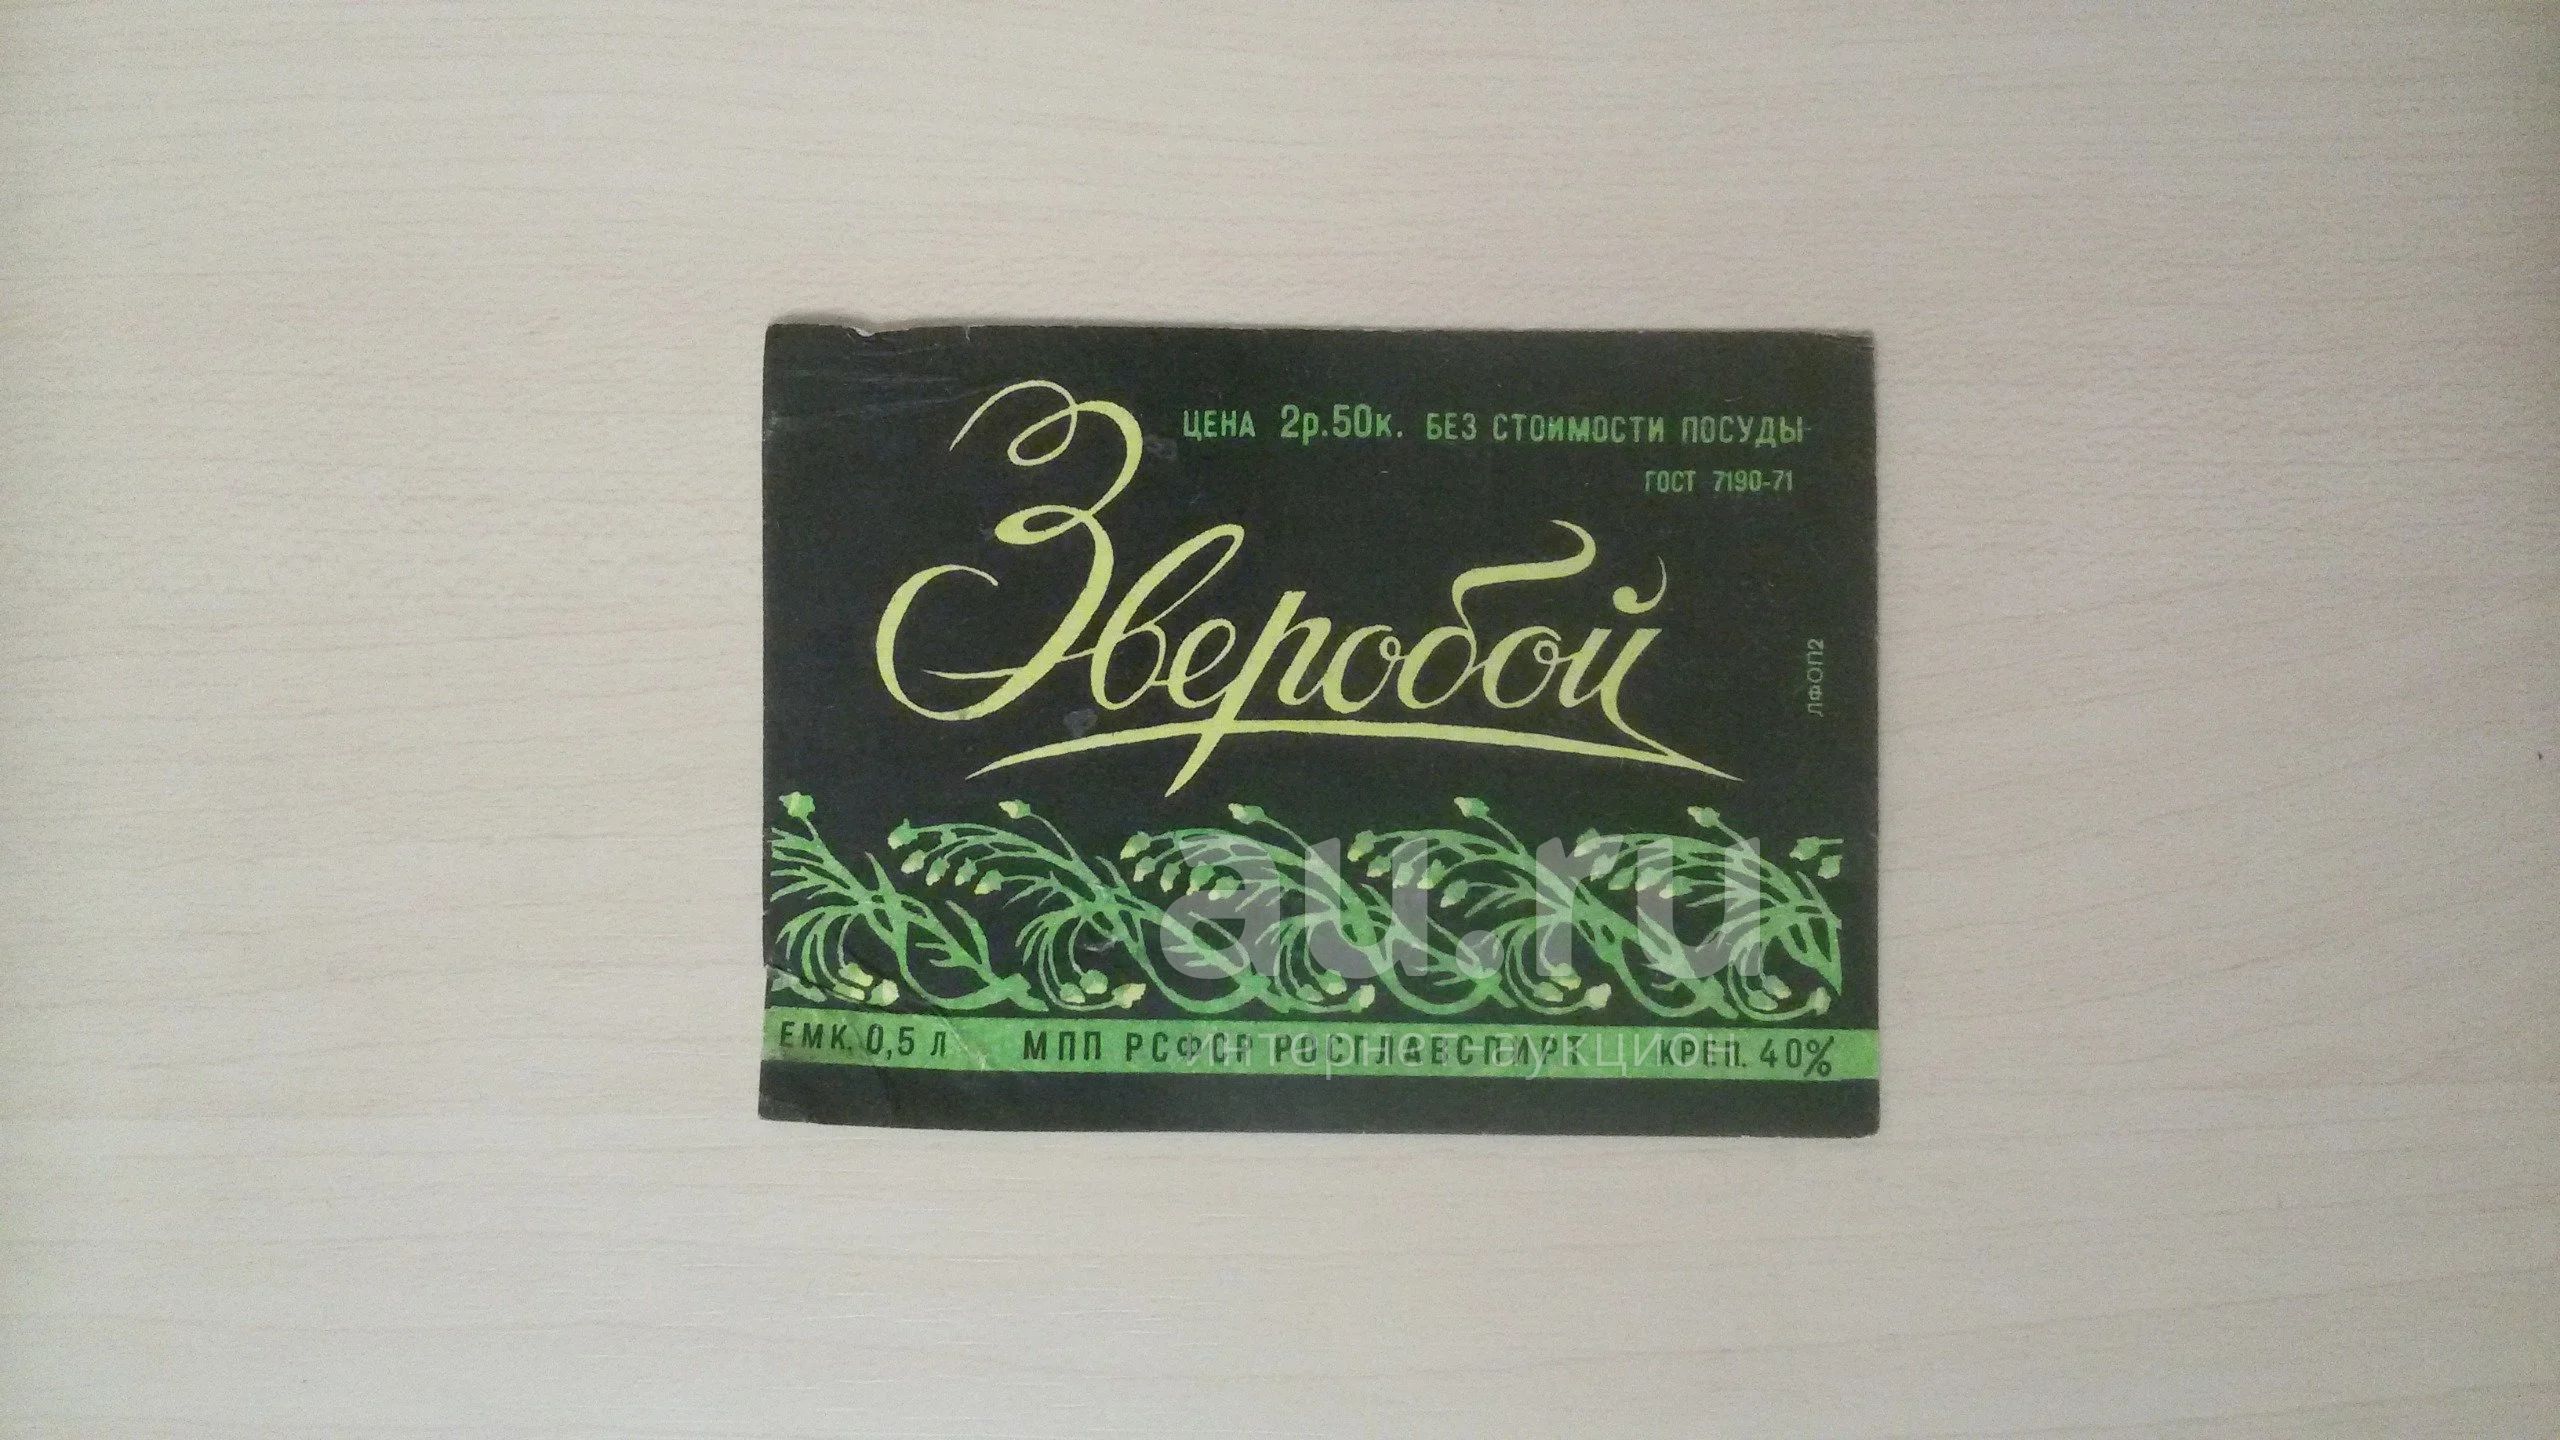 ЦЕНА 2р.50к. БЕЗ СТОИМОСТИ ПОСУДЫ
ГОСТ 7190-71
Зверобой
ЛФОП2
au.ru
интернет-аукцион
ЕМК. 0,5 л МПП РСФСР РОСГЛАВСПИРТ КРЕП. 40%